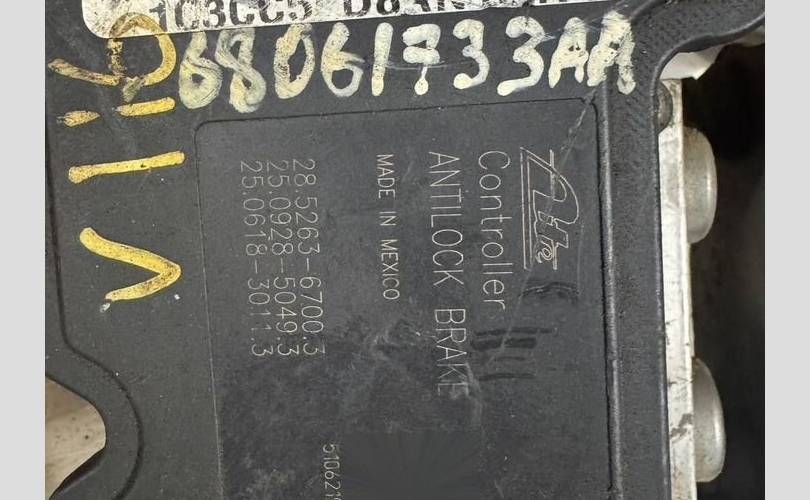 68061733AA
Ate
Controller
ANTILOCK BRAKE
MADE IN MEXICO
28.5263-6700.3
25.0928-5049.3
25.0618-3011.3